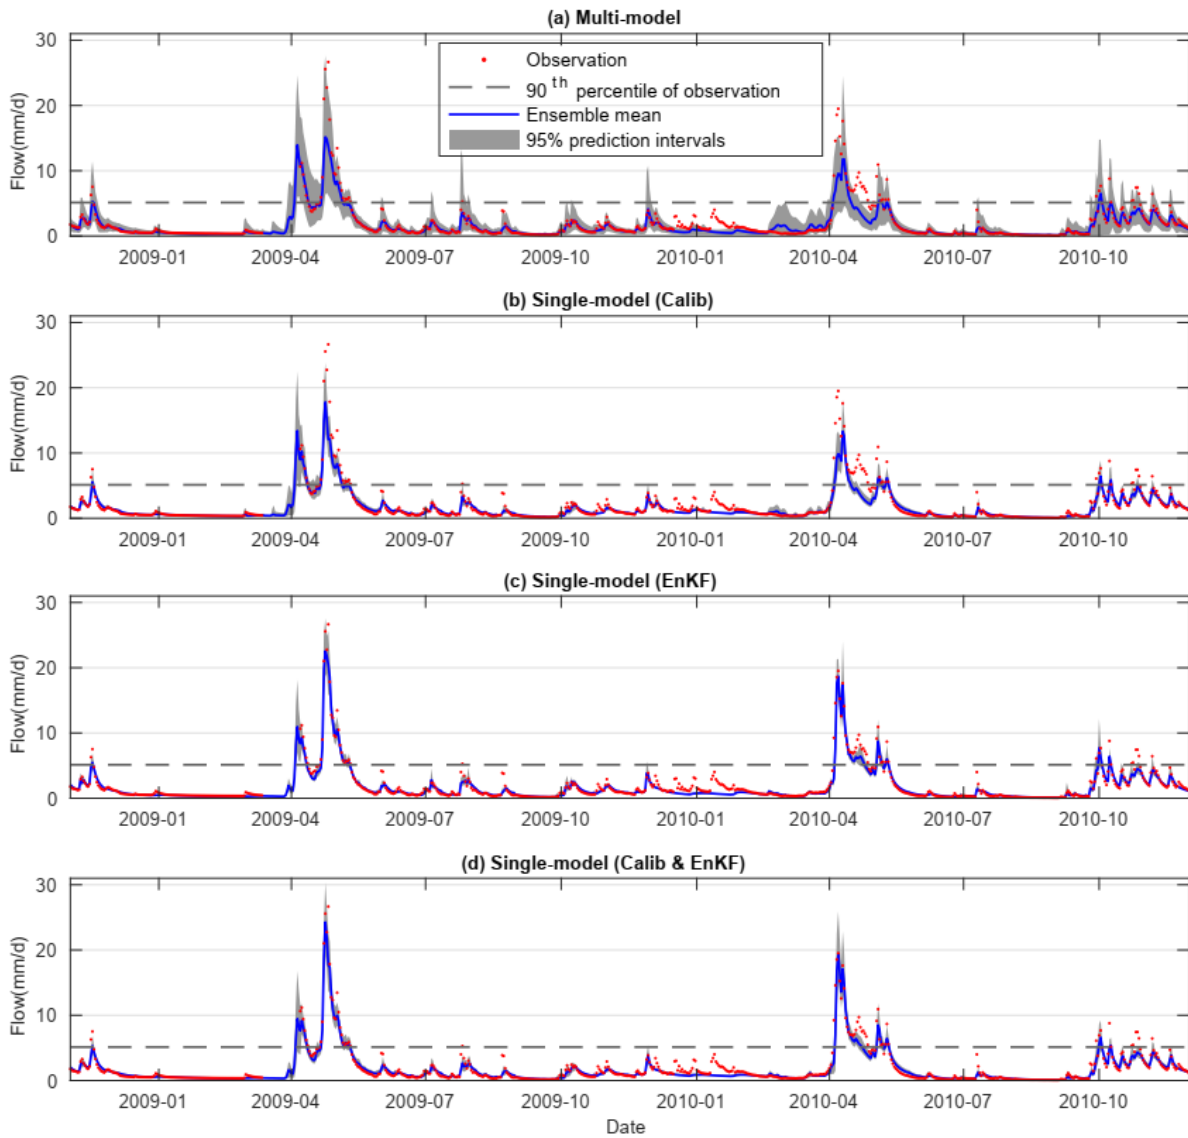 (a) Multi-model
30
20
10
0
Flow(mm/d)
Observation
90 th percentile of observation
Ensemble mean
95% prediction intervals
2009-01 2009-04 2009-07 2009-10 2010-01 2010-04 2010-07 2010-10
(b) Single-model (Calib)
30
20
10
0
Flow(mm/d)
2009-01 2009-04 2009-07 2009-10 2010-01 2010-04 2010-07 2010-10
(c) Single-model (EnKF)
30
20
10
0
Flow(mm/d)
2009-01 2009-04 2009-07 2009-10 2010-01 2010-04 2010-07 2010-10
(d) Single-model (Calib & EnKF)
30
20
10
0
Flow(mm/d)
2009-01 2009-04 2009-07 2009-10 2010-01 2010-04 2010-07 2010-10
Date